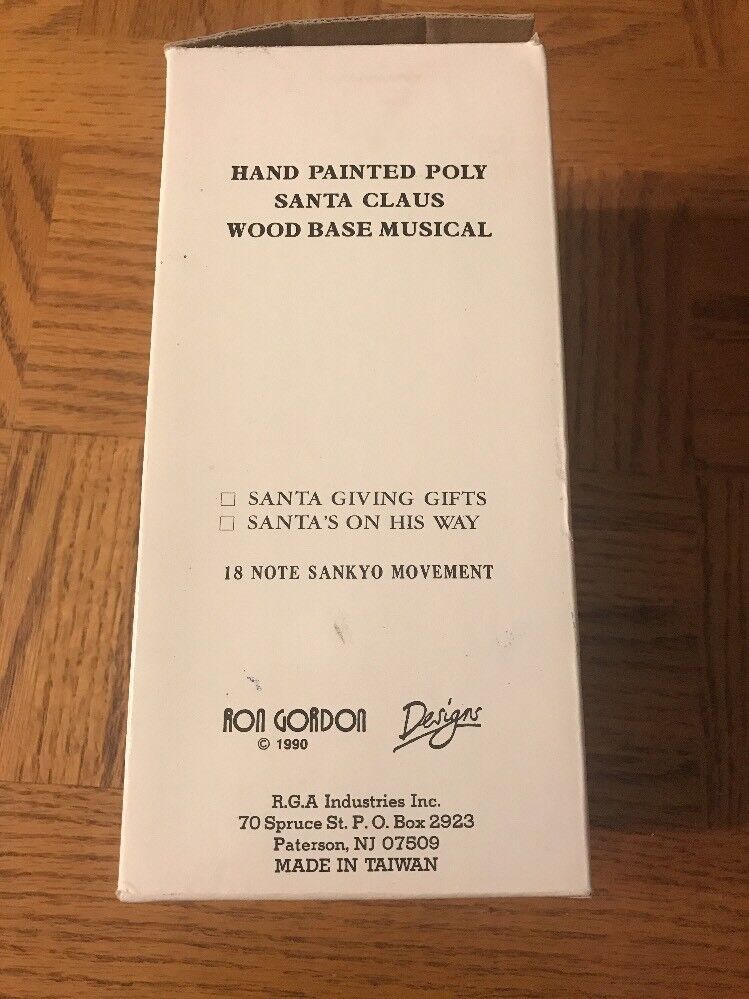 HAND PAINTED POLY
SANTA CLAUS
WOOD BASE MUSICAL
☐ SANTA GIVING GIFTS
☐ SANTA'S ON HIS WAY
18 NOTE SANKYO MOVEMENT
RON GORDON Designs
© 1990
R.G.A Industries Inc.
70 Spruce St. P. O. Box 2923
Paterson, NJ 07509
MADE IN TAIWAN